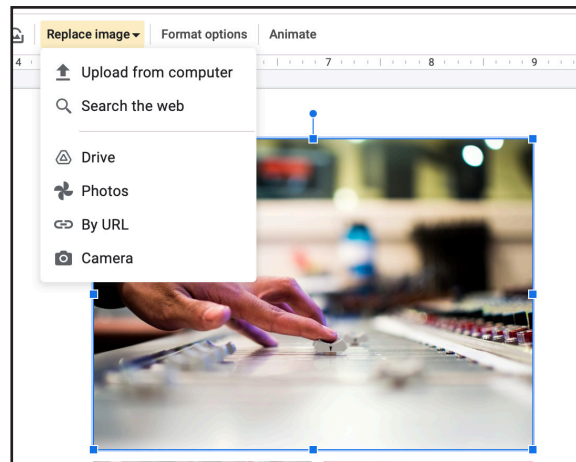 Replace image Format options Animate
4 7 8 9
Upload from computer
Search the web
Drive
Photos
By URL
Camera